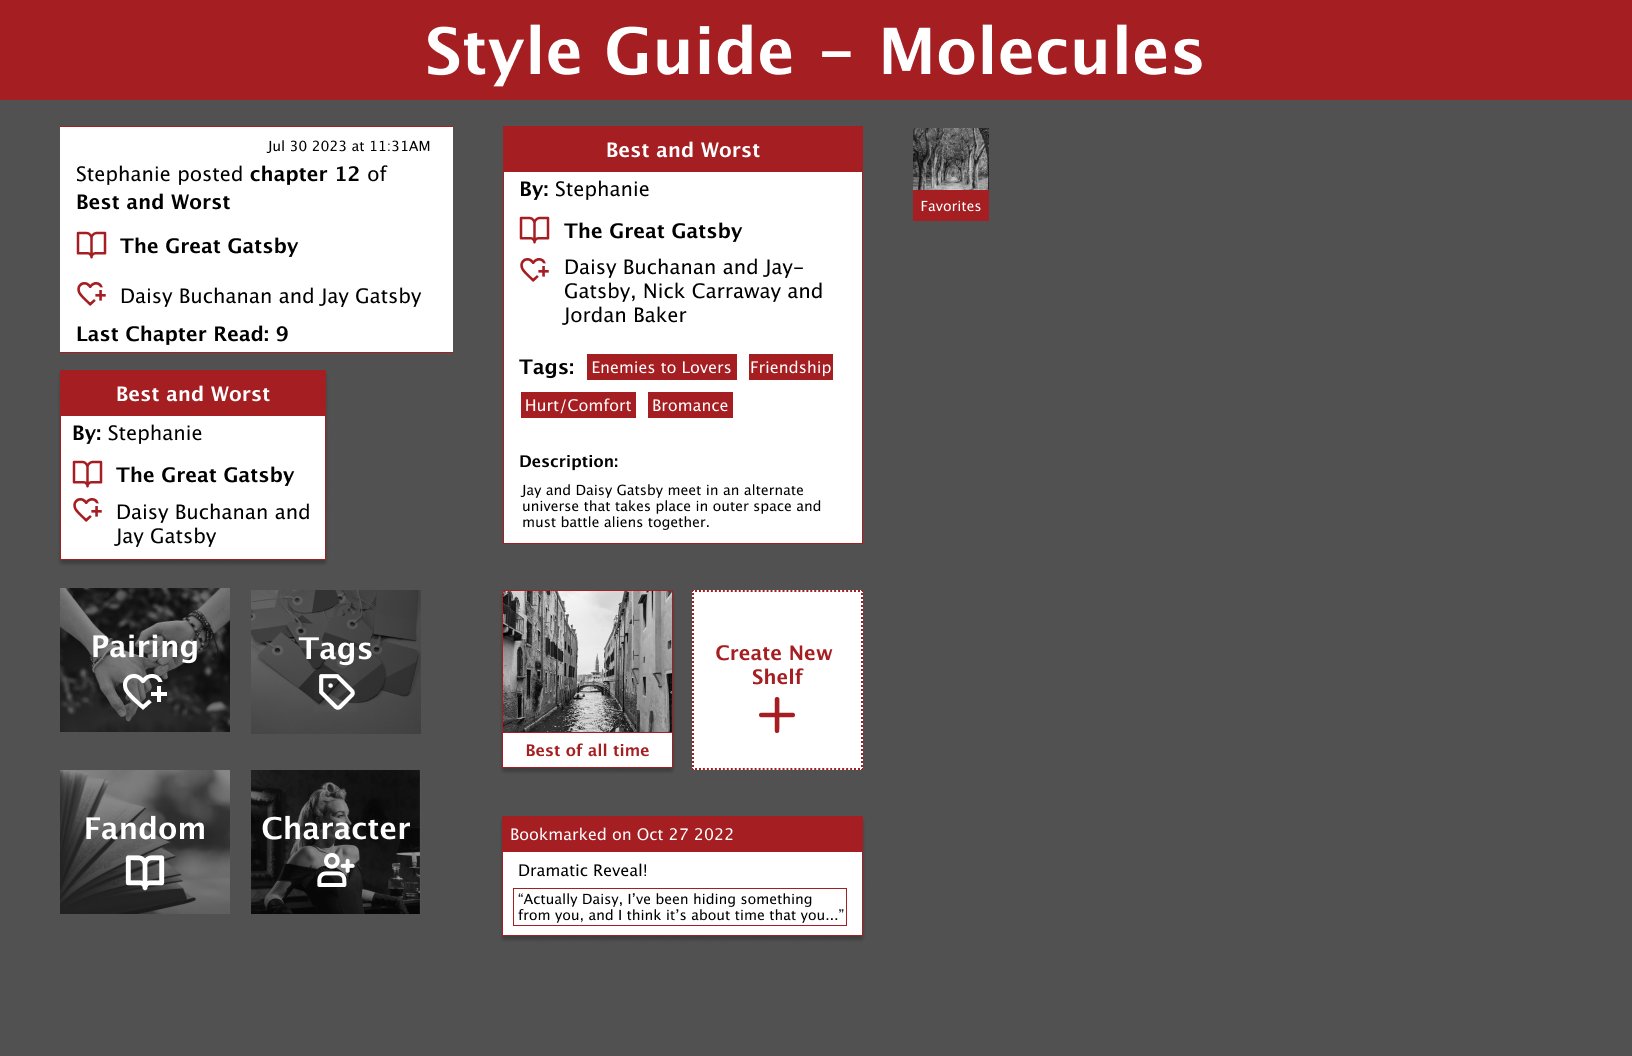 Style Guide – Molecules
Jul 30 2023 at 11:31AM
Stephanie posted chapter 12 of
Best and Worst
The Great Gatsby
Daisy Buchanan and Jay Gatsby
Last Chapter Read: 9
Best and Worst
By: Stephanie
The Great Gatsby
Daisy Buchanan and
Jay Gatsby
Pairing
Tags
Fandom
Character
Best and Worst
By: Stephanie
The Great Gatsby
Daisy Buchanan and Jay-
Gatsby, Nick Carraway and
Jordan Baker
Tags: Enemies to Lovers Friendship
Hurt/Comfort Bromance
Description:
Jay and Daisy Gatsby meet in an alternate
universe that takes place in outer space and
must battle aliens together.
Best of all time
Create New
Shelf
Bookmarked on Oct 27 2022
Dramatic Reveal!
“Actually Daisy, I’ve been hiding something
from you, and I think it’s about time that you...”
Favorites